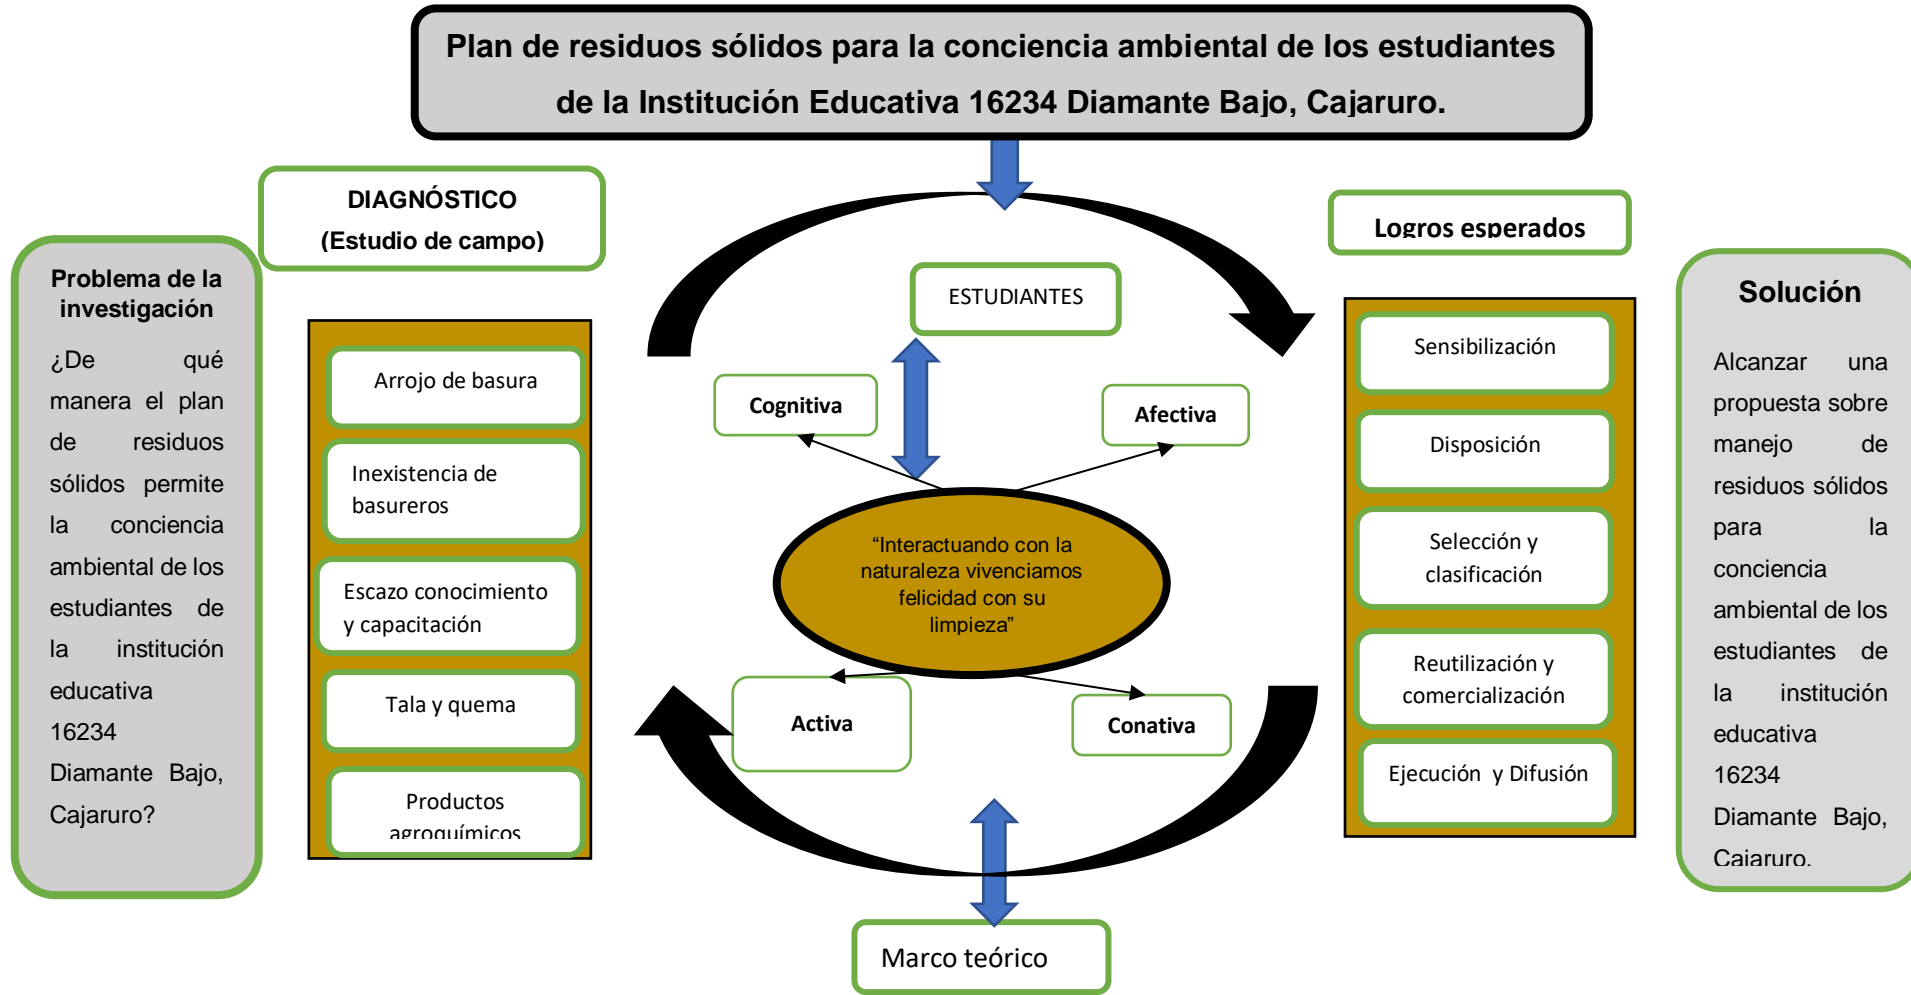 Plan de residuos sólidos para la conciencia ambiental de los estudiantes
de la Institución Educativa 16234 Diamante Bajo, Cajaruro.
Problema de la
investigación
¿De qué
manera el plan
de residuos
sólidos permite
la conciencia
ambiental de los
estudiantes de
la institución
educativa
16234
Diamante Bajo,
Cajaruro?
DIAGNÓSTICO
(Estudio de campo)
Arrojo de basura
Inexistencia de
basureros
Escazo conocimiento
y capacitación
Tala y quema
Productos
agroquímicos
ESTUDIANTES
Cognitiva
Afectiva
“Interactuando con la
naturaleza vivenciamos
felicidad con su
limpieza”
Activa
Conativa
Marco teórico
Logros esperados
Sensibilización
Disposición
Selección y
clasificación
Reutilización y
comercialización
Ejecución y Difusión
Solución
Alcanzar una
propuesta sobre
manejo de
residuos sólidos
para la
conciencia
ambiental de los
estudiantes de
la institución
educativa
16234
Diamante Bajo,
Cajaruro.